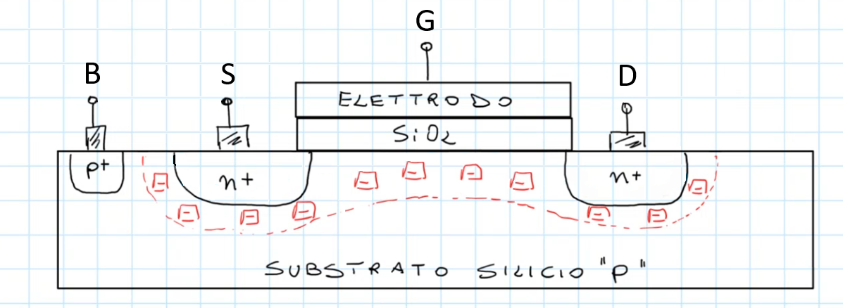 G
B S D
ELETTRODO
SiO2
p+ n+ n+
SUBSTRATO SILICIO "P"